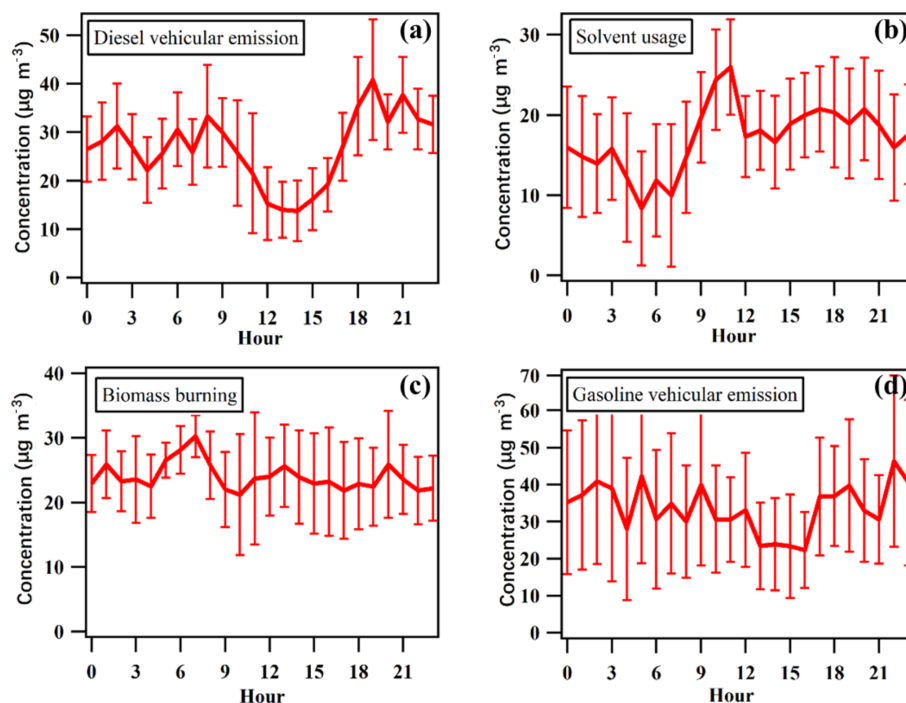 Diesel vehicular emission
(a)
Concentration (µg m⁻³)
50
40
30
20
10
0
0 3 6 9 12 15 18 21
Hour
Solvent usage
(b)
Concentration (µg m⁻³)
30
20
10
0
0 3 6 9 12 15 18 21
Hour
Biomass burning
(c)
Concentration (µg m⁻³)
40
30
20
10
0
0 3 6 9 12 15 18 21
Hour
Gasoline vehicular emission
(d)
Concentration (µg m⁻³)
70
60
50
40
30
20
10
0
0 3 6 9 12 15 18 21
Hour